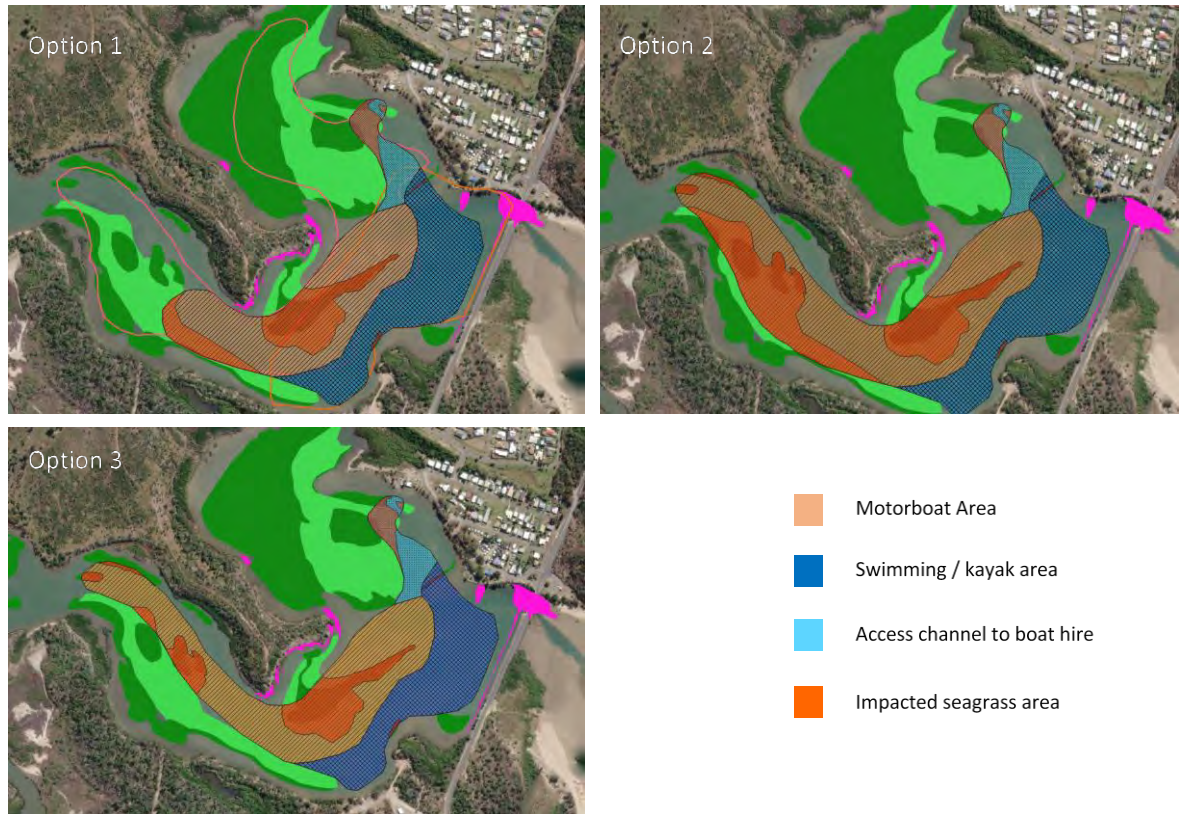 Option 1
Option 2
Option 3
Motorboat Area
Swimming / kayak area
Access channel to boat hire
Impacted seagrass area